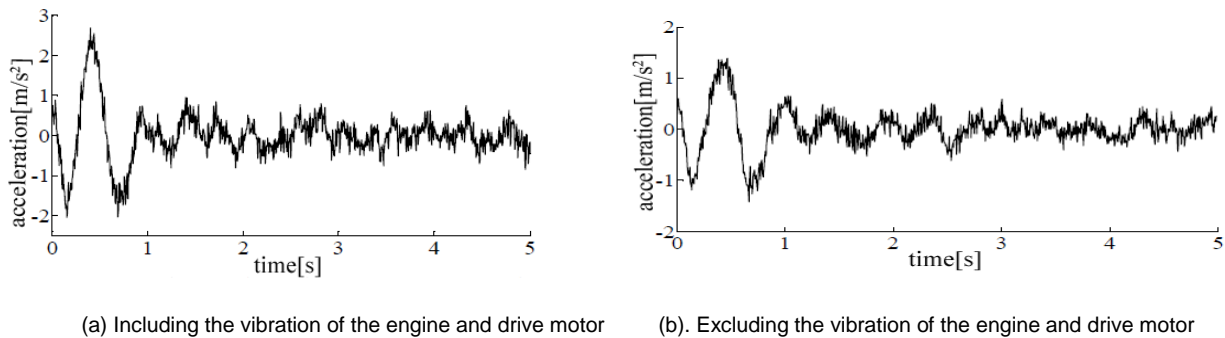 3
2
1
0
-1
-2
acceleration[m/s²]
0 1 2 3 4 5
time[s]
2
1
0
-1
-2
acceleration[m/s²]
0 1 2 3 4 5
time[s]
(a) Including the vibration of the engine and drive motor
(b). Excluding the vibration of the engine and drive motor